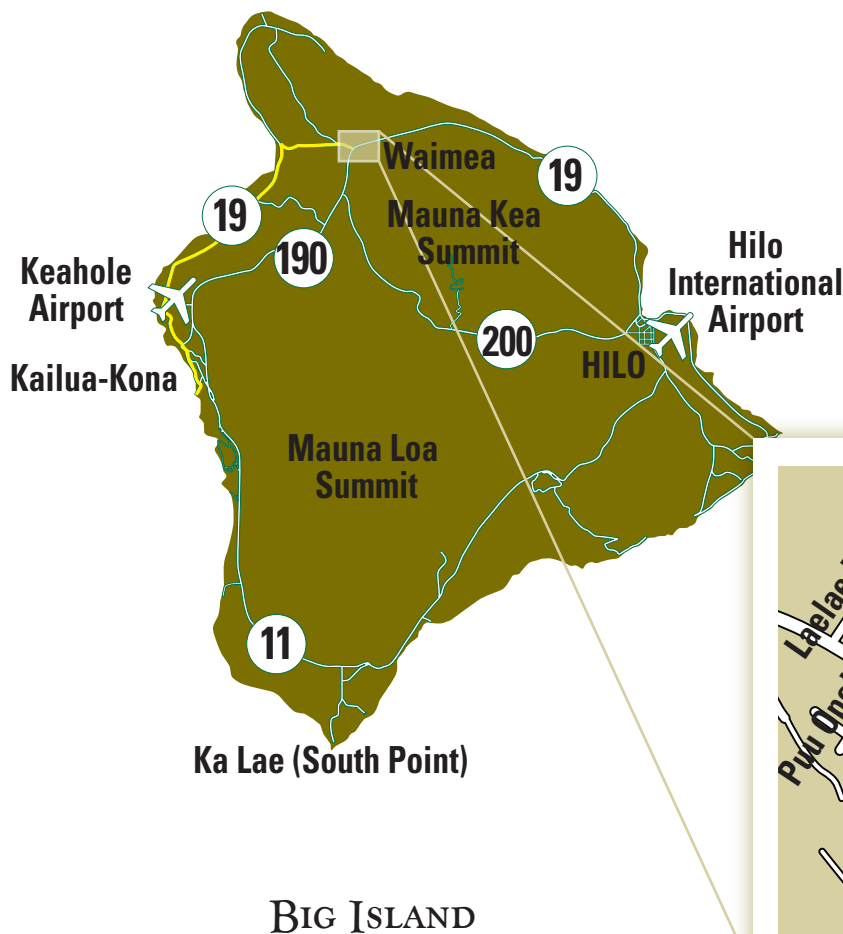 Waimea
19
19
Mauna Kea
Summit
190
Keahole
Airport
Hilo
International
Airport
200
HILO
Kailua-Kona
Mauna Loa
Summit
11
Ka Lae (South Point)
BIG ISLAND
Puu